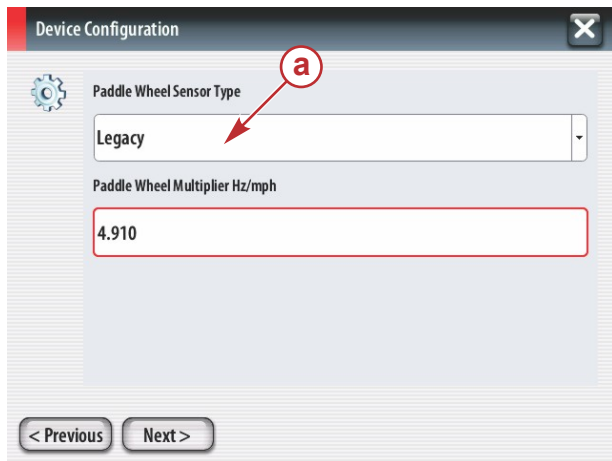 Device Configuration
a
Paddle Wheel Sensor Type
Legacy
Paddle Wheel Multiplier Hz/mph
4.910
< Previous
Next >